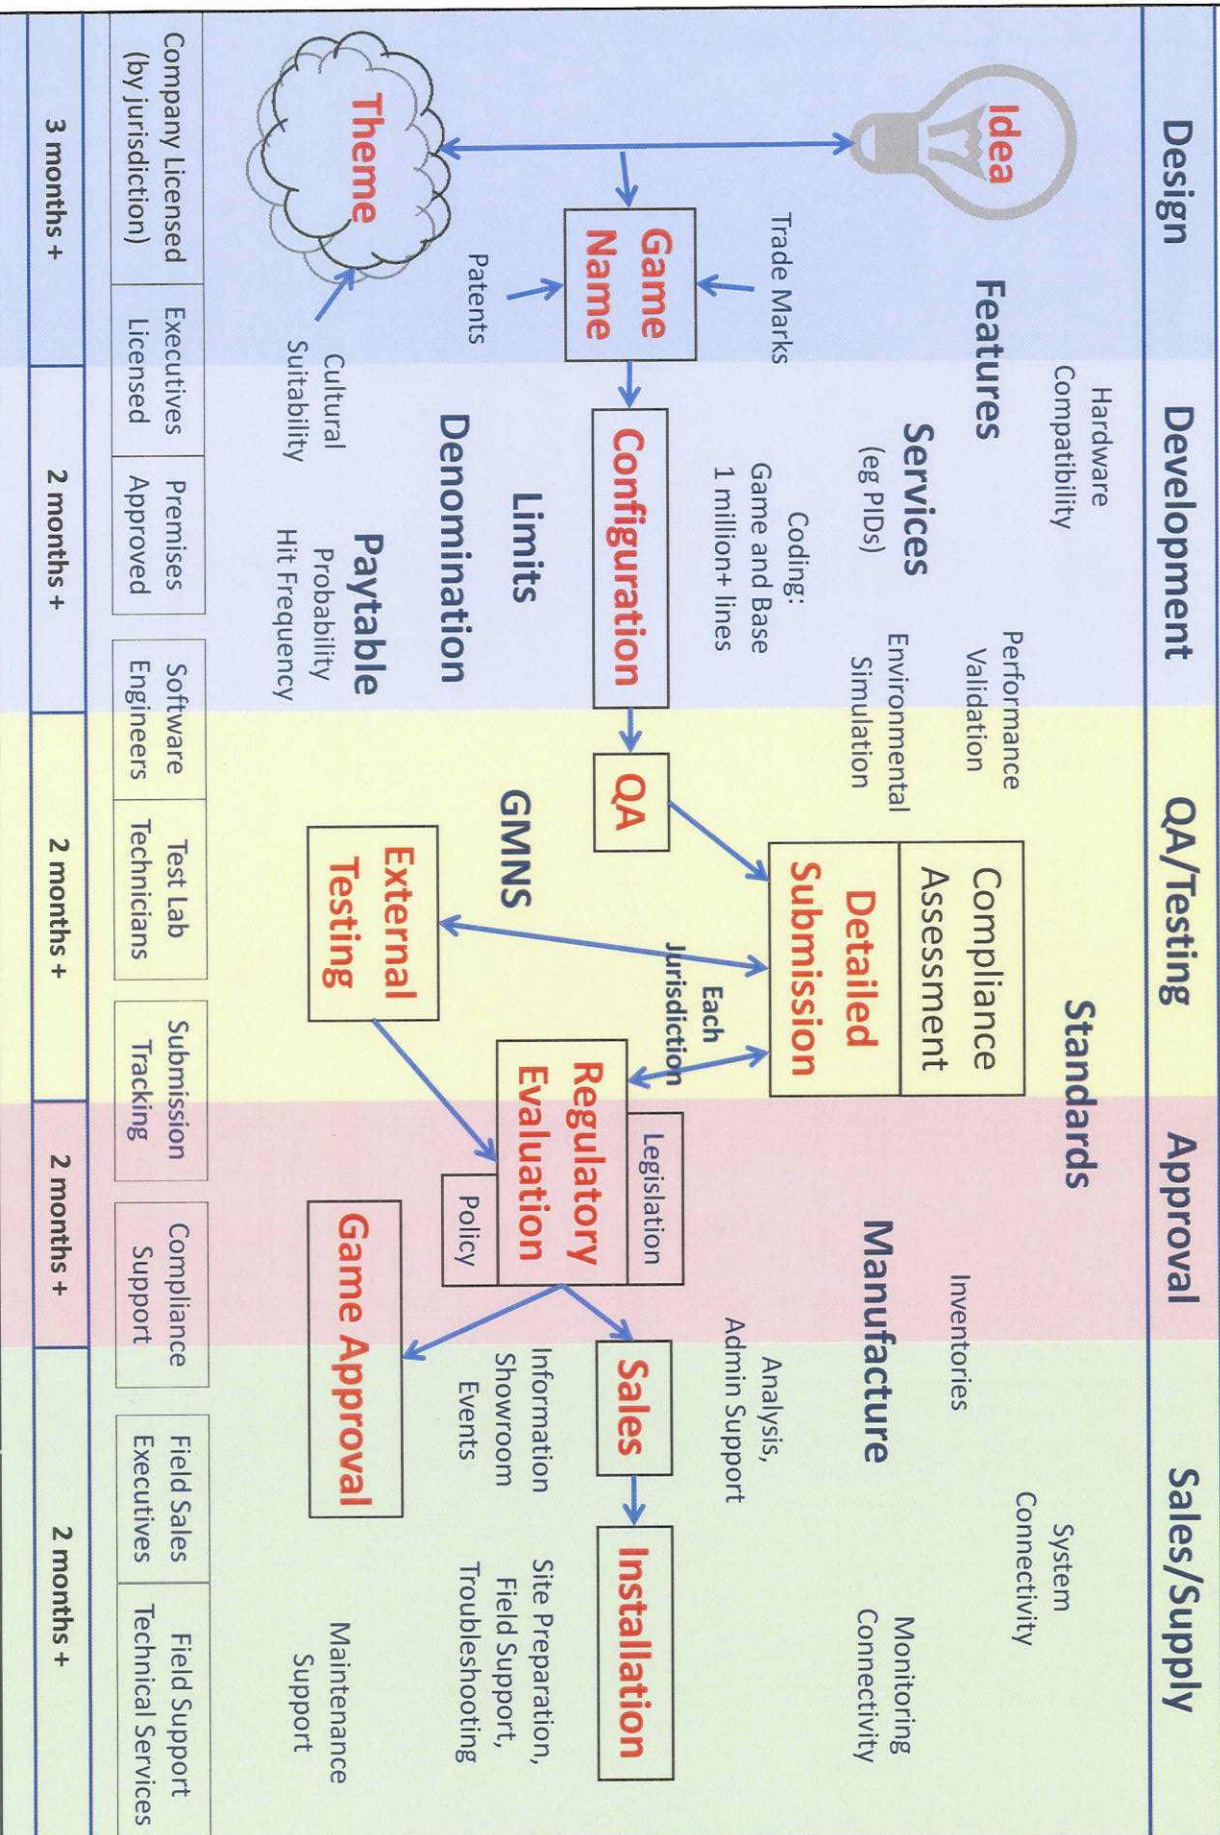 Design
Development
QA/Testing
Approval
Sales/Supply
Idea
Features
Hardware
Compatibility
Services
(eg PIDs)
Performance
Validation
Environmental
Simulation
Compliance
Assessment
Detailed
Submission
Standards
Inventories
Manufacture
System
Connectivity
Monitoring
Connectivity
Trade Marks
Game
Name
Patents
Coding:
Game and Base
1 million+ lines
Configuration
Limits
Denomination
Paytable
Probability
Hit Frequency
QA
GMNS
Each
Jurisdiction
External
Testing
Legislation
Regulatory
Evaluation
Policy
Game Approval
Analysis,
Admin Support
Sales
Information
Showroom
Events
Installation
Site Preparation,
Field Support,
Troubleshooting
Maintenance
Support
Theme
Cultural
Suitability
Company Licensed
(by jurisdiction)
Executives
Licensed
Premises
Approved
Software
Engineers
Test Lab
Technicians
Submission
Tracking
Compliance
Support
Field Sales
Executives
Field Support
Technical Services
3 months +
2 months +
2 months +
2 months +
2 months +